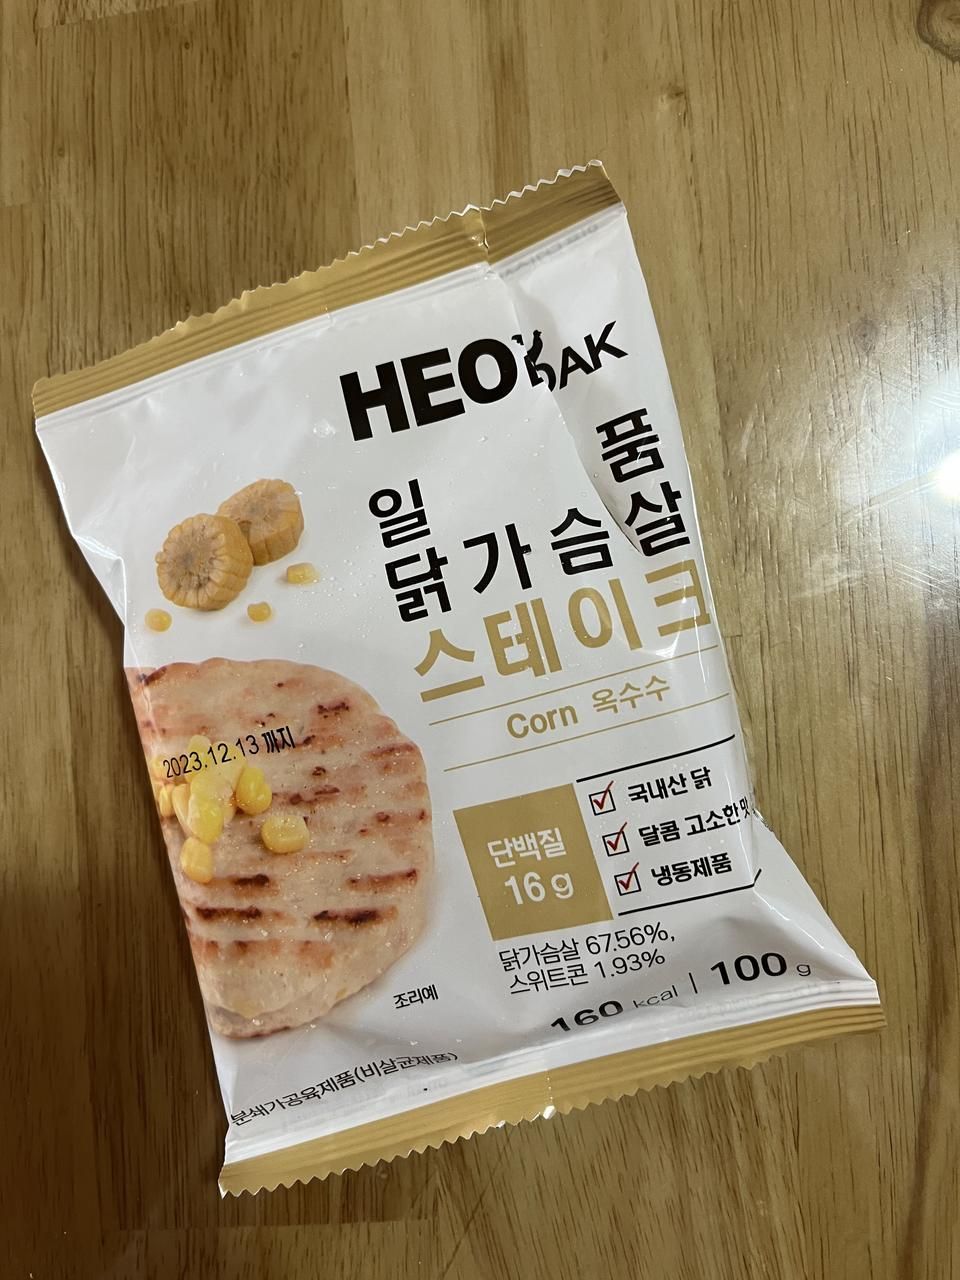 HEODAK
일품
닭가슴살
스테이크
Corn 옥수수
2023.12.13 까지
단백질
16 g
국내산 닭
달콤 고소한 맛
냉동제품
닭가슴살 67.56%,
스위트콘 1.93%
조리예
160 kcal | 100 g
분쇄가공육제품(비살균제품)